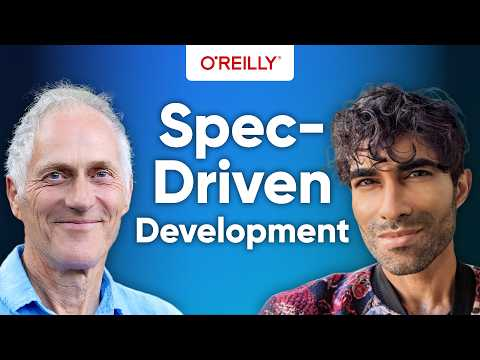 O'REILLY®
Spec-
Driven
Development